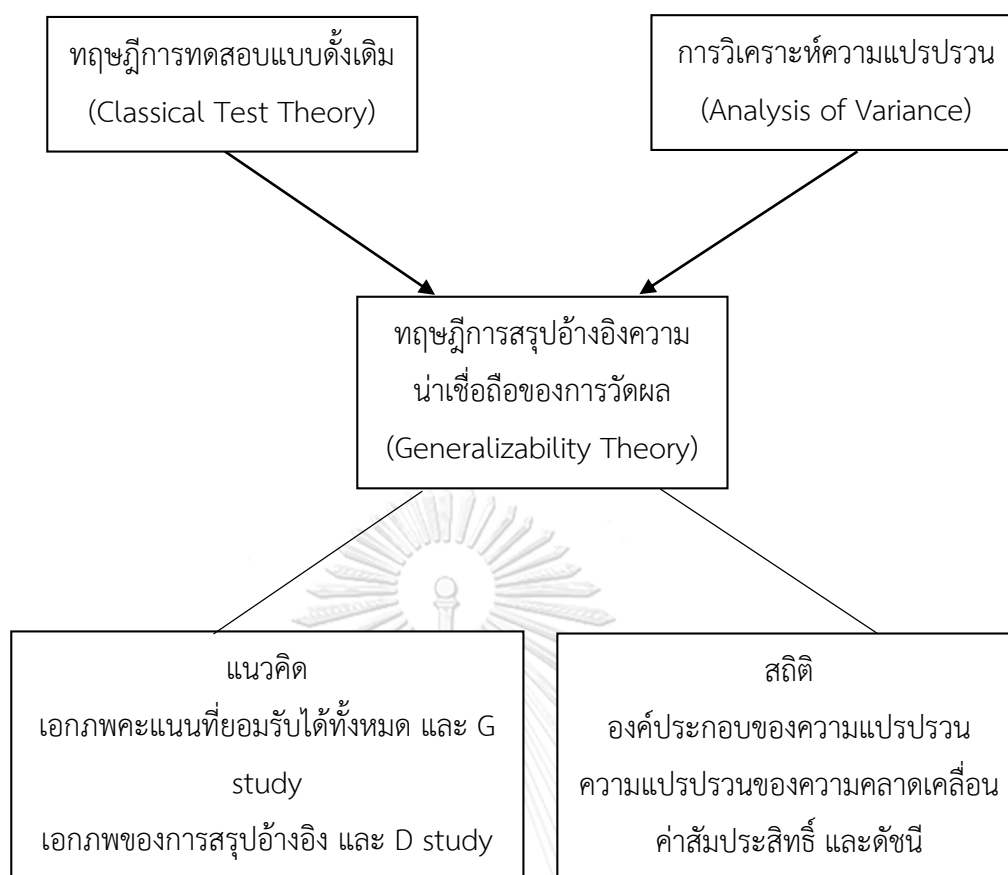 ทฤษฎีการทดสอบแบบดั้งเดิม
(Classical Test Theory)
การวิเคราะห์ความแปรปรวน
(Analysis of Variance)
ทฤษฎีการสรุปอ้างอิงความ
น่าเชื่อถือของการวัดผล
(Generalizability Theory)
แนวคิด
เอกภพคะแนนที่ยอมรับได้ทั้งหมด และ G
study
เอกภพของการสรุปอ้างอิง และ D study
สถิติ
องค์ประกอบของความแปรปรวน
ความแปรปรวนของความคลาดเคลื่อน
ค่าสัมประสิทธิ์ และดัชนี